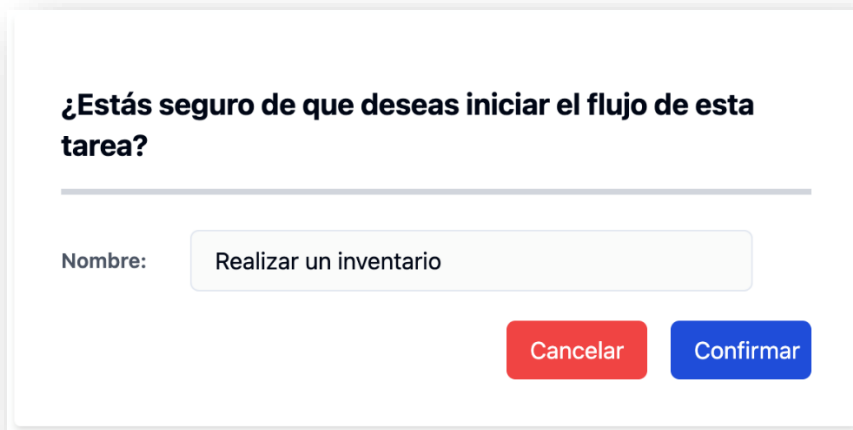 ¿Estás seguro de que deseas iniciar el flujo de esta
tarea?
Nombre: Realizar un inventario
Cancelar Confirmar